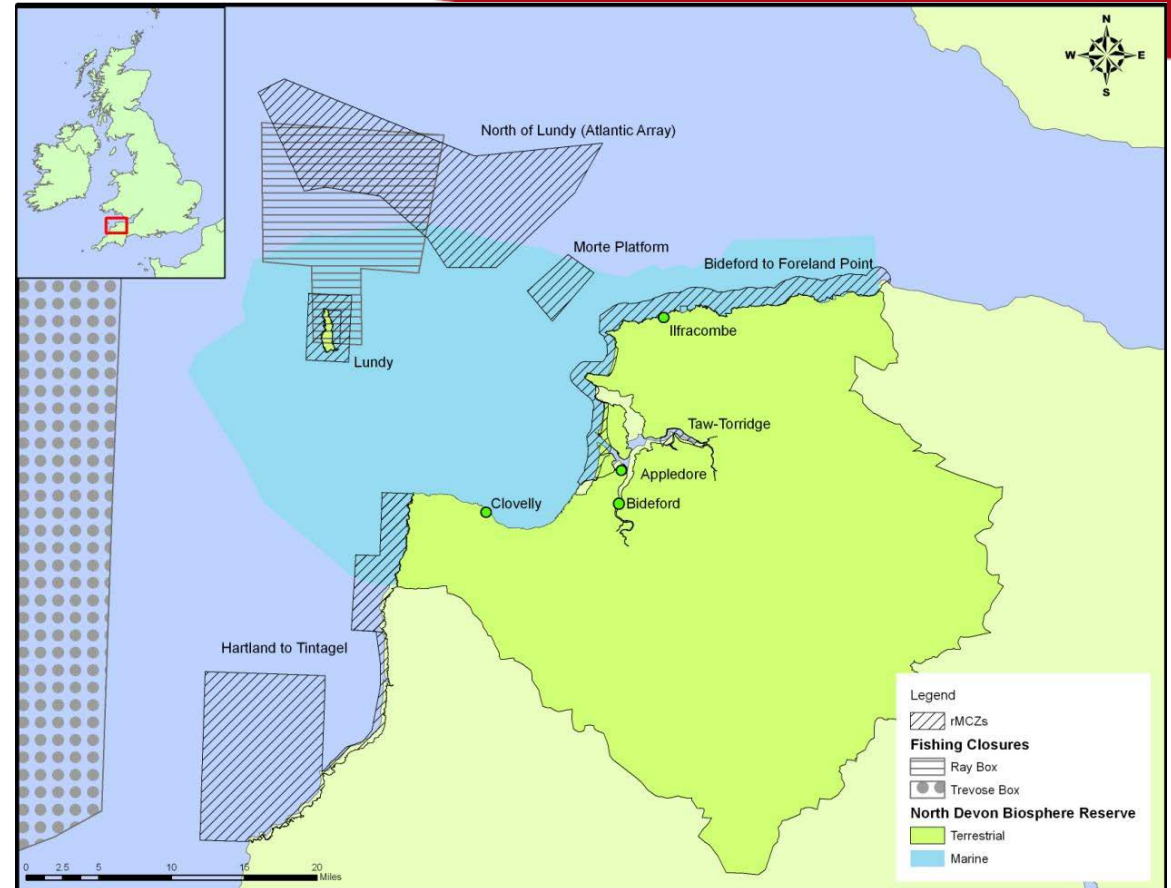 N
W E
S
North of Lundy (Atlantic Array)
Morte Platform
Bideford to Foreland Point
Ilfracombe
Lundy
Taw-Torridge
Appledore
Clovelly
Bideford
Hartland to Tintagel
Legend
rMCZs
Fishing Closures
Ray Box
Trevose Box
North Devon Biosphere Reserve
Terrestrial
Marine
0 2.5 5 10 15 20
Miles